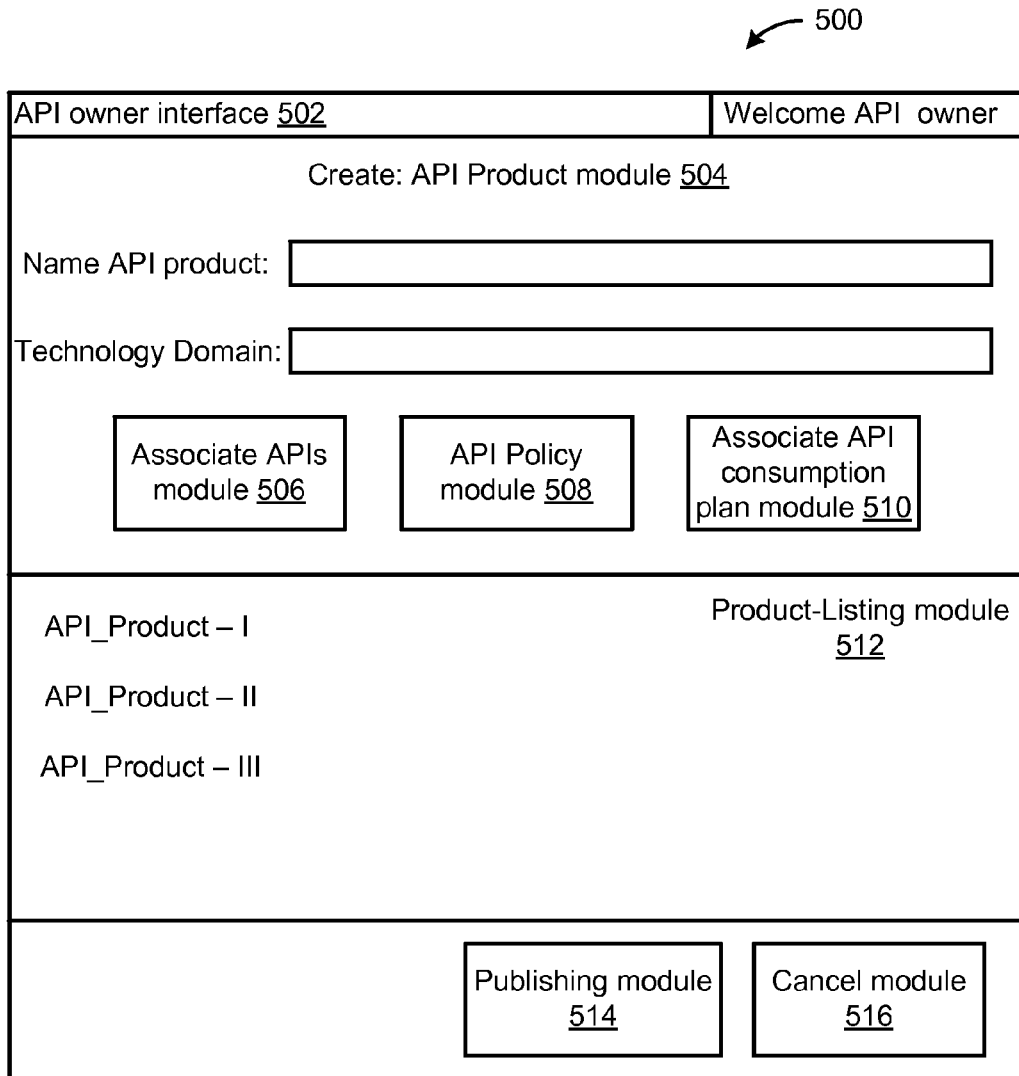 500
API owner interface 502
Welcome API owner
Create: API Product module 504
Name API product:
Technology Domain:
Associate APIs
module 506
API Policy
module 508
Associate API
consumption
plan module 510
Product-Listing module
512
API_Product – I
API_Product – II
API_Product – III
Publishing module
514
Cancel module
516